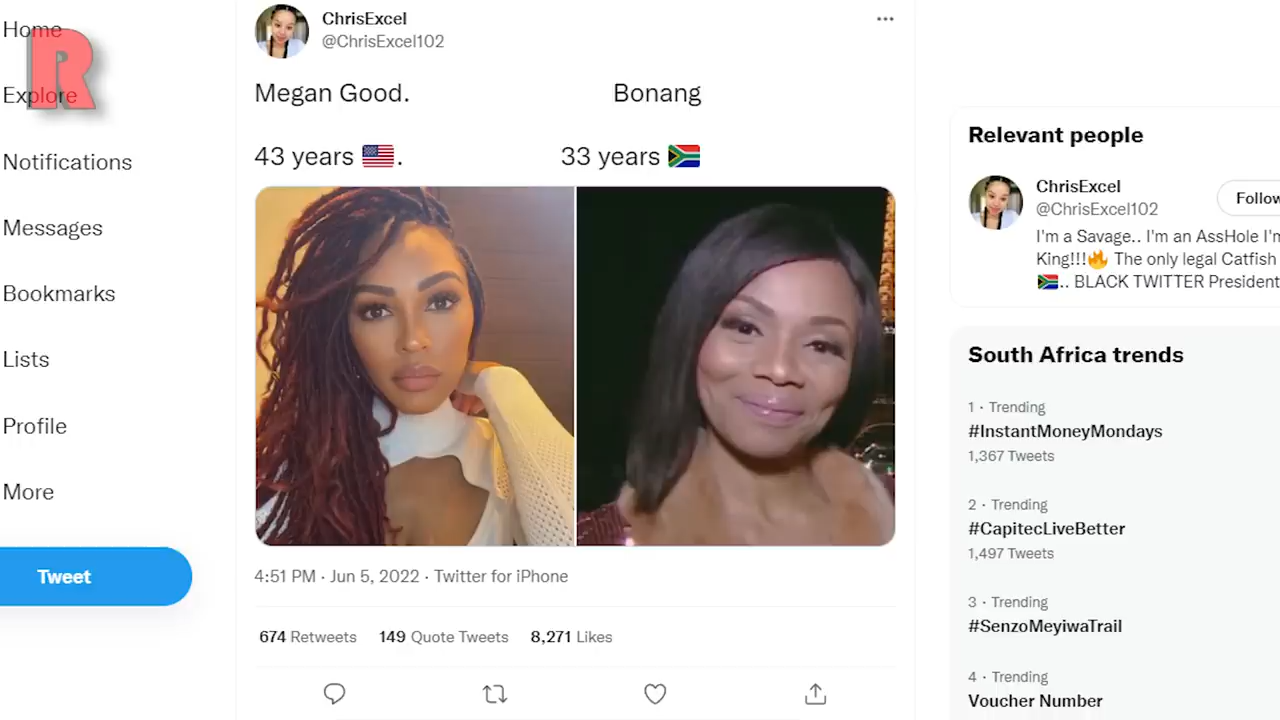 Home
R
Explore
Notifications
Messages
Bookmarks
Lists
Profile
More
Tweet
ChrisExcel
@ChrisExcel102
Megan Good. Bonang
43 years 🇺🇸. 33 years 🇿🇦
4:51 PM · Jun 5, 2022 · Twitter for iPhone
674 Retweets 149 Quote Tweets 8,271 Likes
Relevant people
ChrisExcel
@ChrisExcel102
Follow
I'm a Savage.. I'm an AssHole I'm
King!!!🔥 The only legal Catfish
🇿🇦.. BLACK TWITTER President
South Africa trends
1 · Trending
#InstantMoneyMondays
1,367 Tweets
2 · Trending
#CapitecLiveBetter
1,497 Tweets
3 · Trending
#SenzoMeyiwaTrail
4 · Trending
Voucher Number